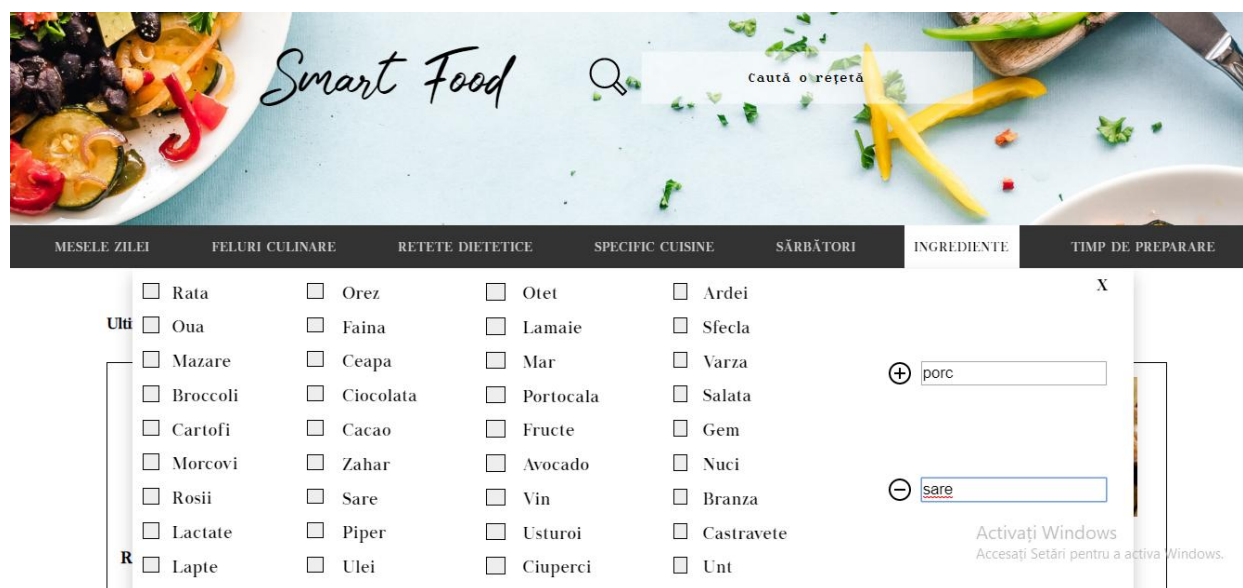 Smart Food
Caută o rețetă
MESELE ZILEI FELURI CULINARE RETETE DIETETICE SPECIFIC CUISINE SĂRBĂTORI INGREDIENTE TIMP DE PREPARARE
X
Rata Orez Otet Ardei
Ulti
Oua Faina Lamaie Sfecla
Mazare Ceapa Mar Varza
porc
Broccoli Ciocolata Portocala Salata
Cartofi Cacao Fructe Gem
Morcovi Zahar Avocado Nuci
Rosii Sare Vin Branza
sare
Lactate Piper Usturoi Castravete
Activați Windows
Accesați Setări pentru a activa Windows.
R
Lapte Ulei Ciuperci Unt